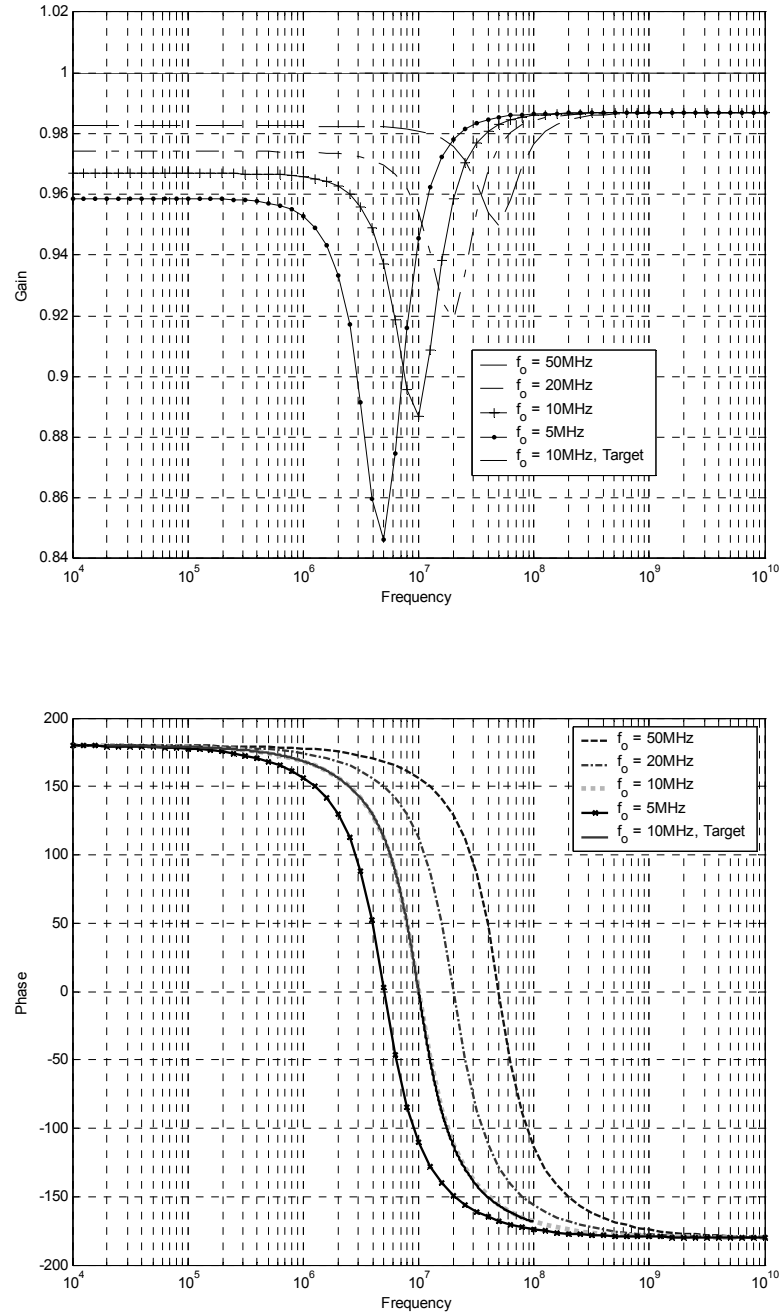 1.02
1
0.98
0.96
0.94
0.92
0.9
0.88
0.86
0.84
Gain
10^4 10^5 10^6 10^7 10^8 10^9 10^10
Frequency
f_o = 50MHz
f_o = 20MHz
f_o = 10MHz
f_o = 5MHz
f_o = 10MHz, Target
200
150
100
50
0
-50
-100
-150
-200
Phase
10^4 10^5 10^6 10^7 10^8 10^9 10^10
Frequency
f_o = 50MHz
f_o = 20MHz
f_o = 10MHz
f_o = 5MHz
f_o = 10MHz, Target